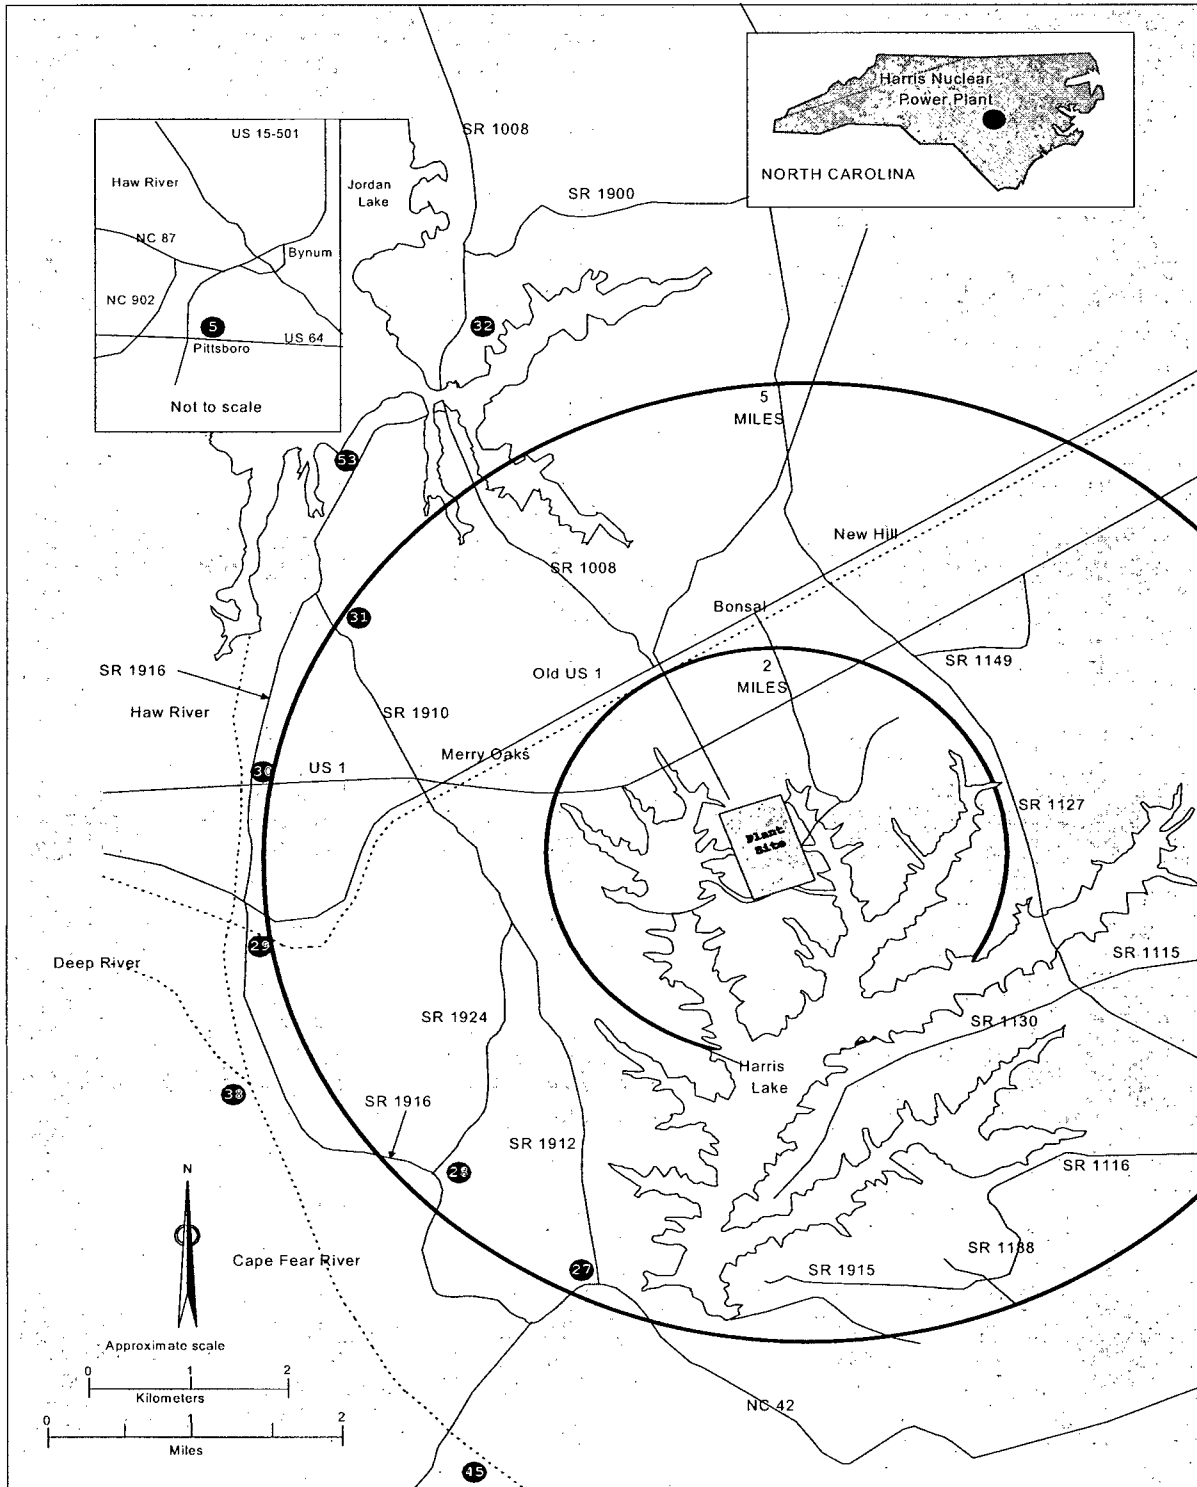 SR 1008
Harris Nuclear
Power Plant
NORTH CAROLINA
US 15-501
Haw River
NC 87
Bynum
NC 902
5
US 64
Pittsboro
Not to scale
Jordan
Lake
SR 1900
32
5
MILES
53
New Hill
SR 1008
Bonsal
31
SR 1149
SR 1916
Old US 1
2
MILES
Haw River
SR 1910
Merry Oaks
30
US 1
SR 1127
Plant
Site
29
Deep River
SR 1115
SR 1924
SR 1130
Harris
Lake
38
SR 1916
SR 1912
SR 1116
N
SR 1188
Cape Fear River
27
SR 1915
Approximate scale
0 1 2
Kilometers
NC 42
0 1 2
Miles
45